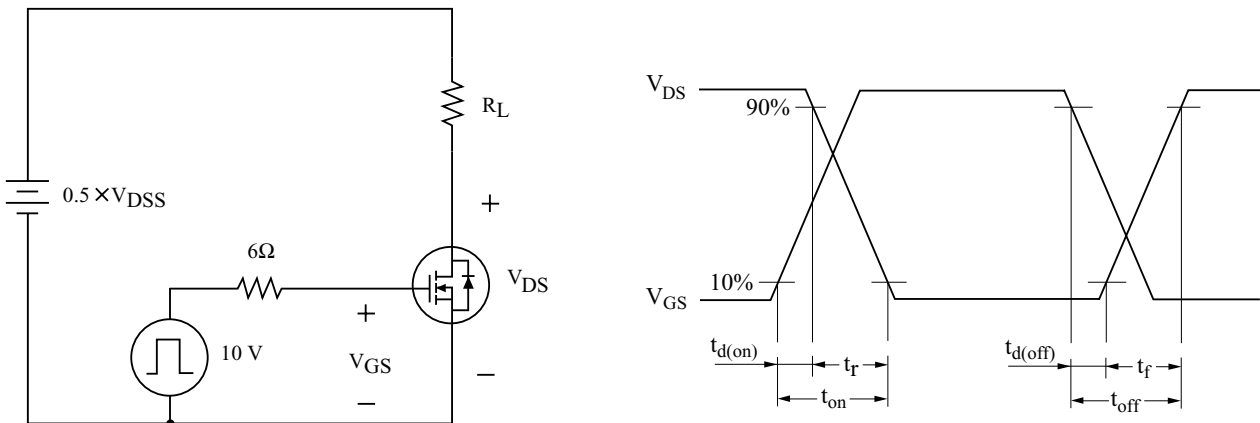 R_L
0.5 ×V_DSS
+
6Ω
V_DS
+
10 V
V_GS
−
−
V_DS
90%
10%
V_GS
t_d(on)
t_r
t_on
t_d(off)
t_f
t_off